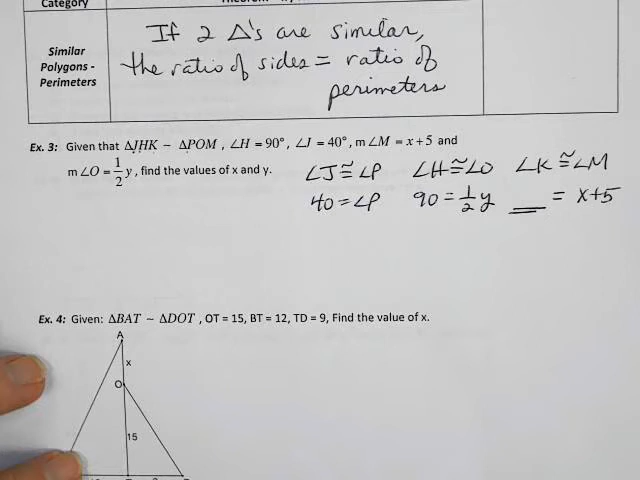 Category
If 2 Δ's are similar,
the ratio of sides = ratio of
perimeters
Similar
Polygons -
Perimeters
Ex. 3: Given that ΔJHK ~ ΔPOM , ∠H = 90°, ∠J = 40°, m∠M = x+5 and
m∠O = 1/2 y , find the values of x and y.
∠J ≅ ∠P ∠H ≅ ∠O ∠K ≅ ∠M
40 = ∠P 90 = 1/2 y __ = x+5
Ex. 4: Given: ΔBAT ~ ΔDOT , OT = 15, BT = 12, TD = 9, Find the value of x.
A
x
O
15